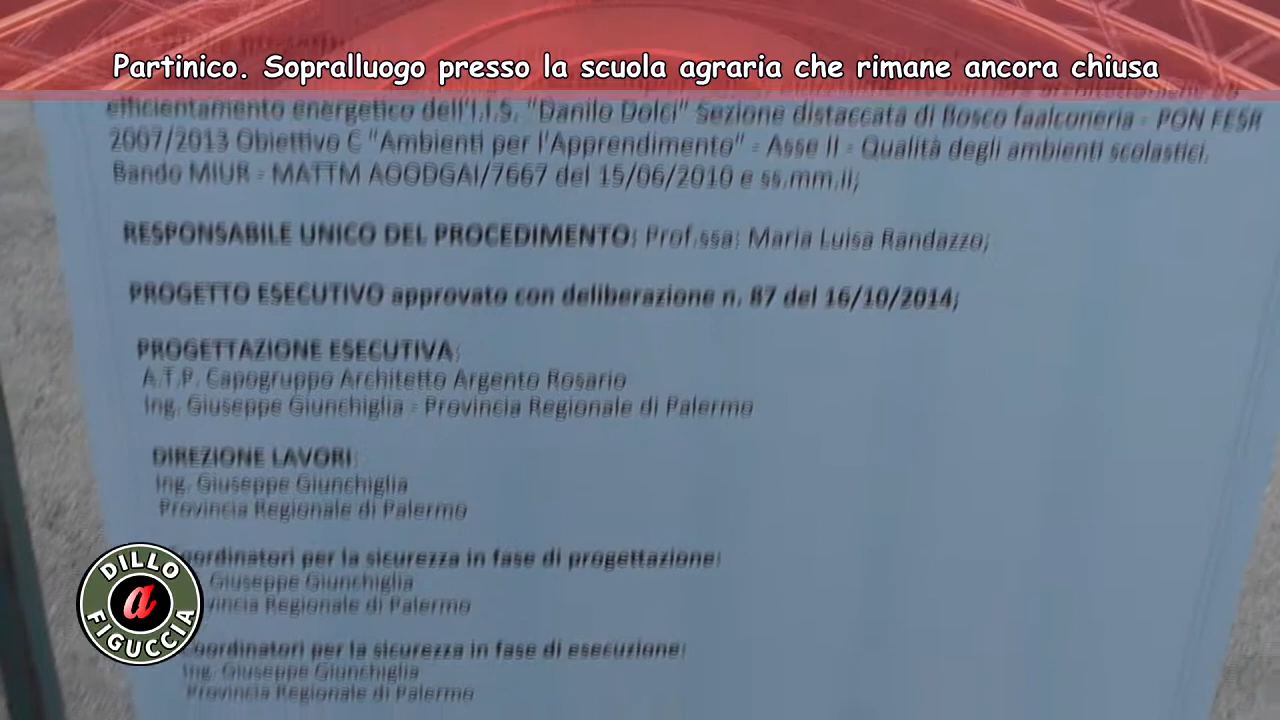 Partinico. Sopralluogo presso la scuola agraria che rimane ancora chiusa
efficientamento energetico dell'I.I.S. "Danilo Dolci" Sezione distaccata di Bosco faalconeria - PON FESR
2007/2013 Obiettivo C "Ambienti per l'Apprendimento" - Asse II - Qualità degli ambienti scolastici.
Bando MIUR - MATTM AOODGAI/7667 del 15/06/2010 e ss.mm.ii;
RESPONSABILE UNICO DEL PROCEDIMENTO: Prof.ssa: Maria Luisa Randazzo;
PROGETTO ESECUTIVO approvato con deliberazione n. 87 del 16/10/2014;
PROGETTAZIONE ESECUTIVA:
A.T.P. Capogruppo Architetto Argento Rosario
Ing. Giuseppe Giunchiglia - Provincia Regionale di Palermo
DIREZIONE LAVORI:
Ing. Giuseppe Giunchiglia
Provincia Regionale di Palermo
oordinatori per la sicurezza in fase di progettazione:
Giuseppe Giunchiglia
vincia Regionale di Palermo
oordinatori per la sicurezza in fase di esecuzione:
Ing. Giuseppe Giunchiglia
Provincia Regionale di Palermo
DILLO
a
FIGUCCIA